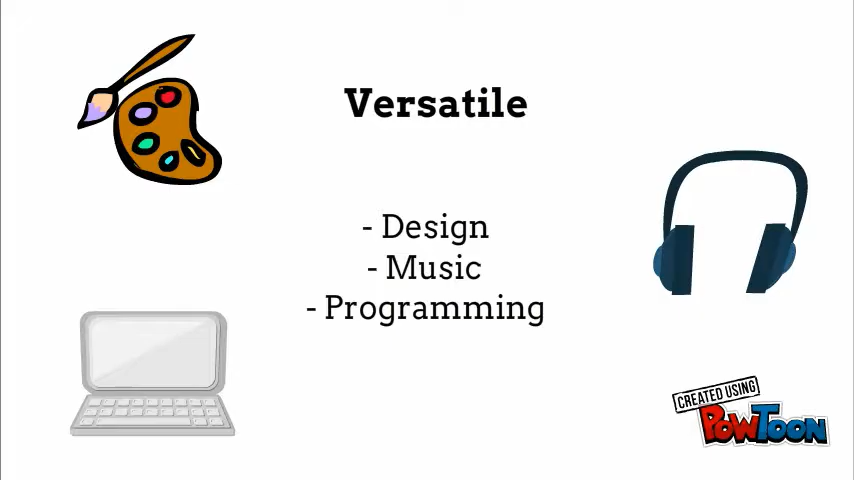 Versatile
- Design
- Music
- Programming
CREATED USING
POWTOON